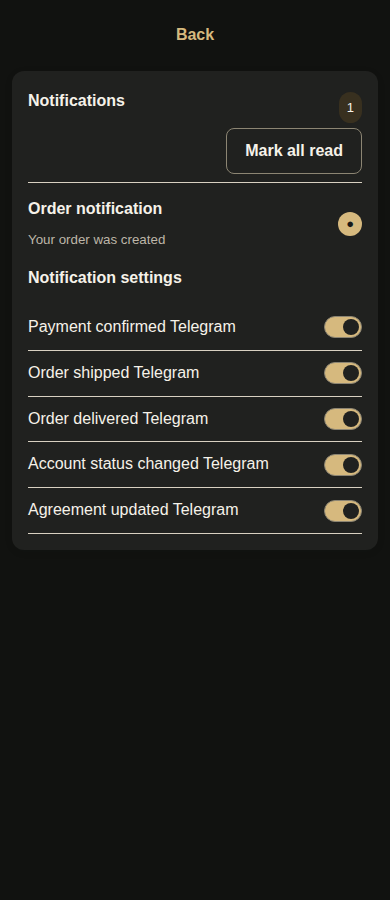 Back
Notifications
1
Mark all read
Order notification
Your order was created
Notification settings
Payment confirmed Telegram
Order shipped Telegram
Order delivered Telegram
Account status changed Telegram
Agreement updated Telegram